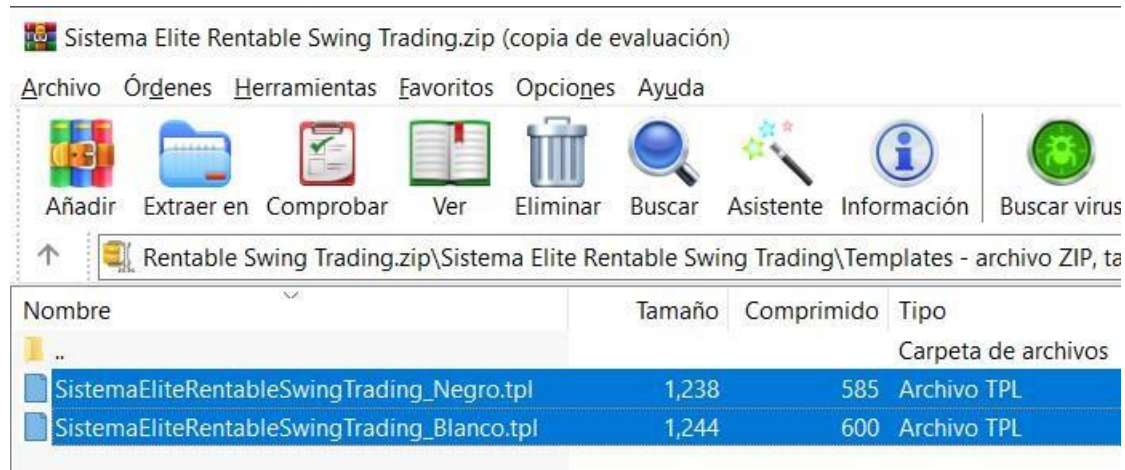 Sistema Elite Rentable Swing Trading.zip (copia de evaluación)
Archivo Órdenes Herramientas Favoritos Opciones Ayuda
Añadir Extraer en Comprobar Ver Eliminar Buscar Asistente Información Buscar virus
Rentable Swing Trading.zip\Sistema Elite Rentable Swing Trading\Templates - archivo ZIP, ta
Nombre Tamaño Comprimido Tipo
.. Carpeta de archivos
SistemaEliteRentableSwingTrading_Negro.tpl 1,238 585 Archivo TPL
SistemaEliteRentableSwingTrading_Blanco.tpl 1,244 600 Archivo TPL